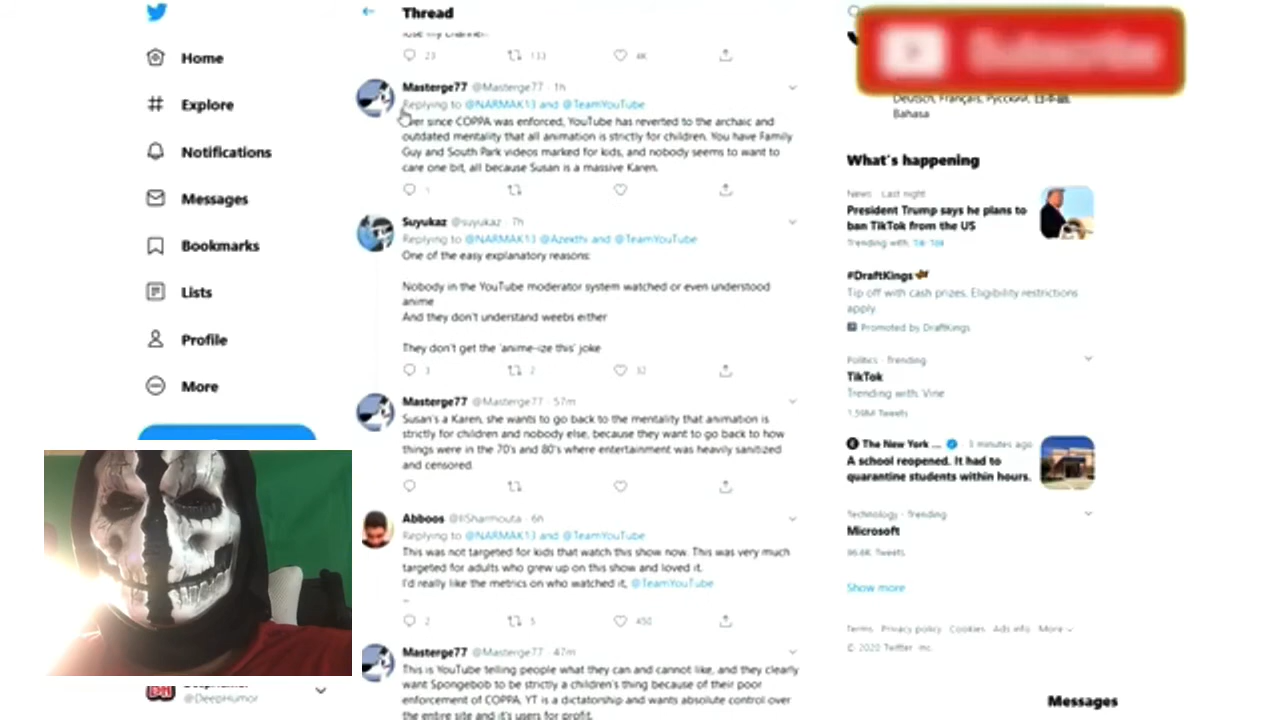 Thread
Home
Explore
Notifications
Messages
Bookmarks
Lists
Profile
More
@DeepHumor
23 133 4K
Masterge77 @Masterge77 · 1h
Replying to @NARMAK13 and @TeamYouTube
er since COPPA was enforced, YouTube has reverted to the archaic and
outdated mentality that all animation is strictly for children. You have Family
Guy and South Park videos marked for kids, and nobody seems to want to
care one bit, all because Susan is a massive Karen.
1
Suyukaz @suyukaz · 7h
Replying to @NARMAK13 @Azekthi and @TeamYouTube
One of the easy explanatory reasons:
Nobody in the YouTube moderator system watched or even understood
anime
And they don't understand weebs either
They don't get the 'anime-ize this' joke
3 2 32
Masterge77 @Masterge77 · 57m
Susan's a Karen, she wants to go back to the mentality that animation is
strictly for children and nobody else, because they want to go back to how
things were in the 70's and 80's where entertainment was heavily sanitized
and censored.
Abboos @IlSharmouta · 6h
Replying to @NARMAK13 and @TeamYouTube
This was not targeted for kids that watch this show now. This was very much
targeted for adults who grew up on this show and loved it.
I'd really like the metrics on who watched it, @TeamYouTube
2 5 450
Masterge77 @Masterge77 · 47m
This is YouTube telling people what they can and cannot like, and they clearly
want Spongebob to be strictly a children's thing because of their poor
enforcement of COPPA. YT is a dictatorship and wants absolute control over
the entire site and it's users for profit.
Subscribe
Deutsch, Français, Русский, 日本語,
Bahasa
What's happening
News · Last night
President Trump says he plans to
ban TikTok from the US
Trending with: Tik Tok
#DraftKings
Tip off with cash prizes. Eligibility restrictions
apply.
Promoted by DraftKings
Politics · Trending
TikTok
Trending with: Vine
1.59M Tweets
The New York ... · 3 minutes ago
A school reopened. It had to
quarantine students within hours.
Technology · Trending
Microsoft
96.6K Tweets
Show more
Terms Privacy policy Cookies Ads info More
© 2020 Twitter, Inc.
Messages